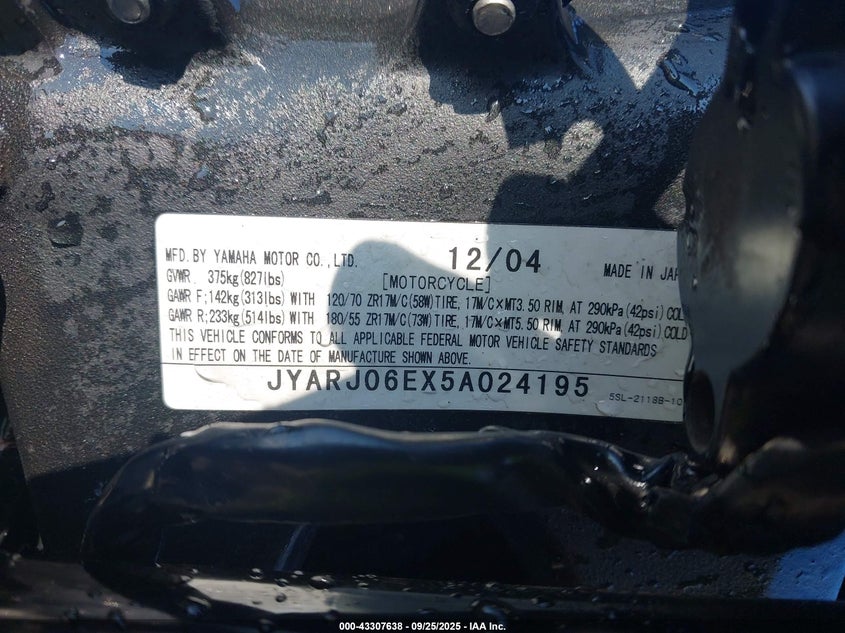 MFD. BY YAMAHA MOTOR CO., LTD. 12/04 MADE IN JAP
GVWR 375kg(827lbs) [MOTORCYCLE]
GAWR F;142kg(313lbs) WITH 120/70 ZR17M/C(58W)TIRE, 17M/C×MT3.50 RIM, AT 290kPa(42psi)COL
GAWR R;233kg(514lbs) WITH 180/55 ZR17M/C(73W)TIRE, 17M/C×MT5.50 RIM, AT 290kPa(42psi)COLD
THIS VEHICLE CONFORMS TO ALL APPLICABLE FEDERAL MOTOR VEHICLE SAFETY STANDARDS
IN EFFECT ON THE DATE OF MANUFACTURE SHOWN ABOVE.
JYARJ06EX5A024195
5SL-2118B-10
000-43307638 - 09/25/2025 - IAA Inc.